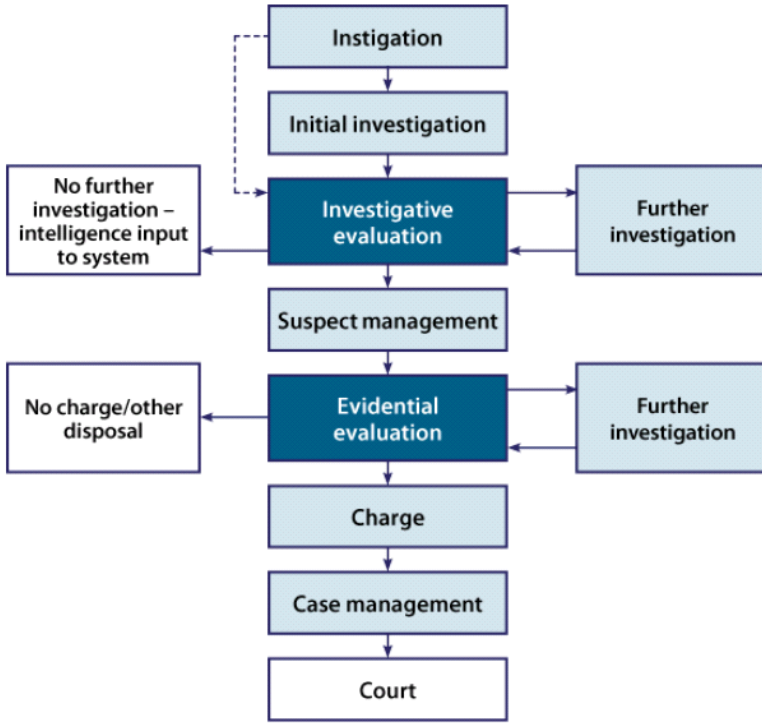 Instigation
Initial investigation
No further
investigation –
intelligence input
to system
Investigative
evaluation
Further
investigation
Suspect management
No charge/other
disposal
Evidential
evaluation
Further
investigation
Charge
Case management
Court